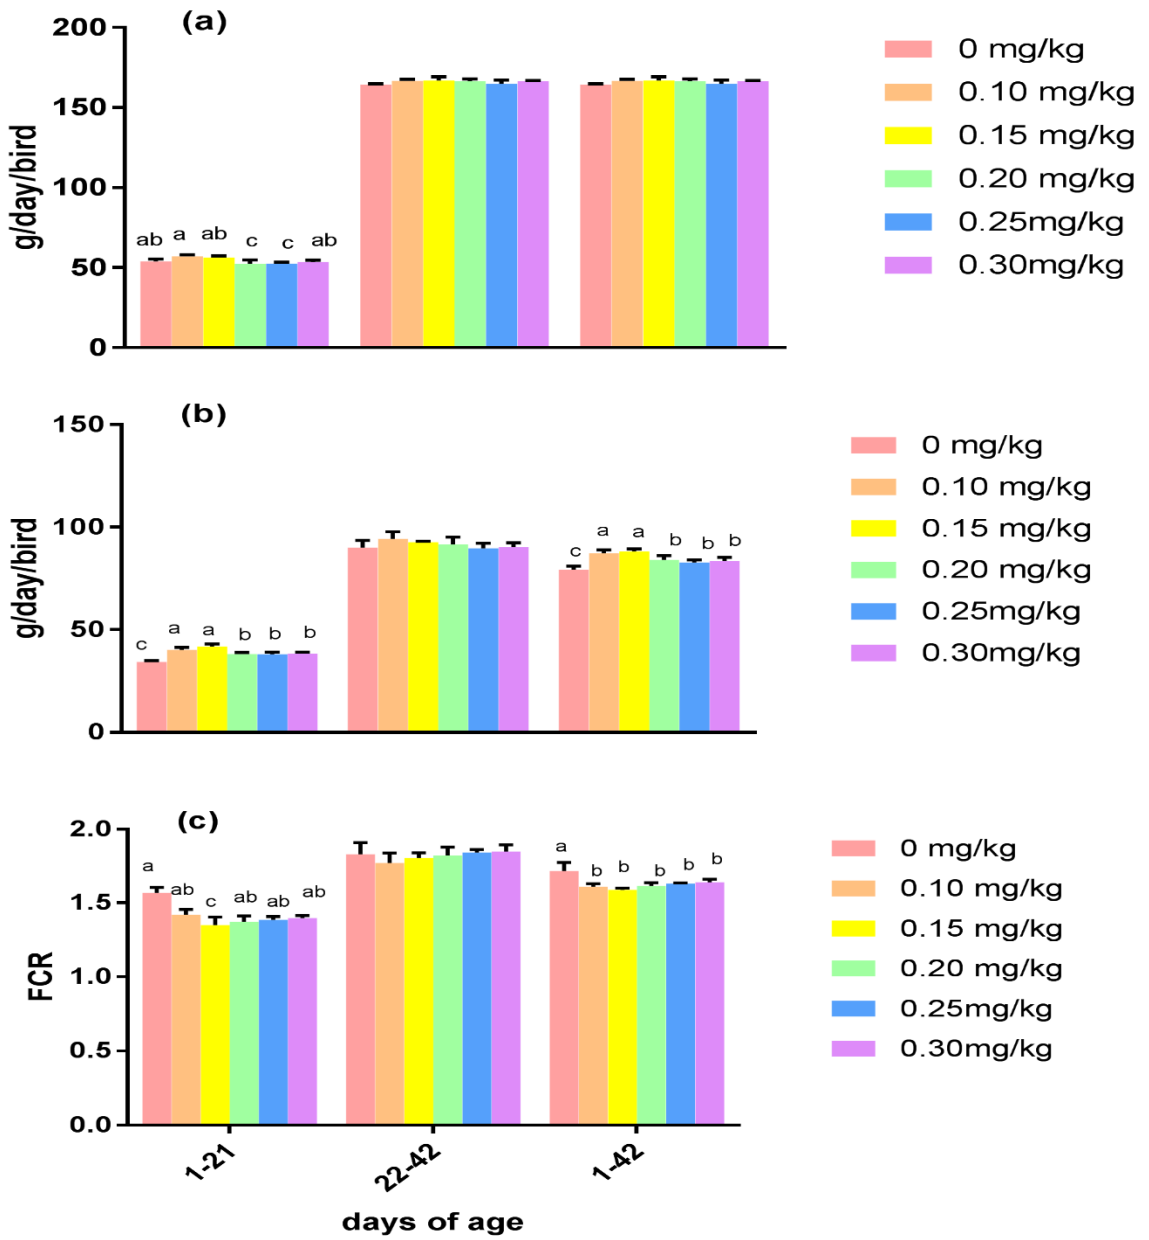 (a)
200
150
100
50
0
g/day/bird
ab a ab c c ab
0 mg/kg
0.10 mg/kg
0.15 mg/kg
0.20 mg/kg
0.25mg/kg
0.30mg/kg
(b)
150
100
50
0
g/day/bird
c a a b b b
c a a b b b
0 mg/kg
0.10 mg/kg
0.15 mg/kg
0.20 mg/kg
0.25mg/kg
0.30mg/kg
(c)
2.0
1.5
1.0
0.5
0.0
FCR
a ab c ab ab ab
a b b b b b
0 mg/kg
0.10 mg/kg
0.15 mg/kg
0.20 mg/kg
0.25mg/kg
0.30mg/kg
1-21
22-42
1-42
days of age